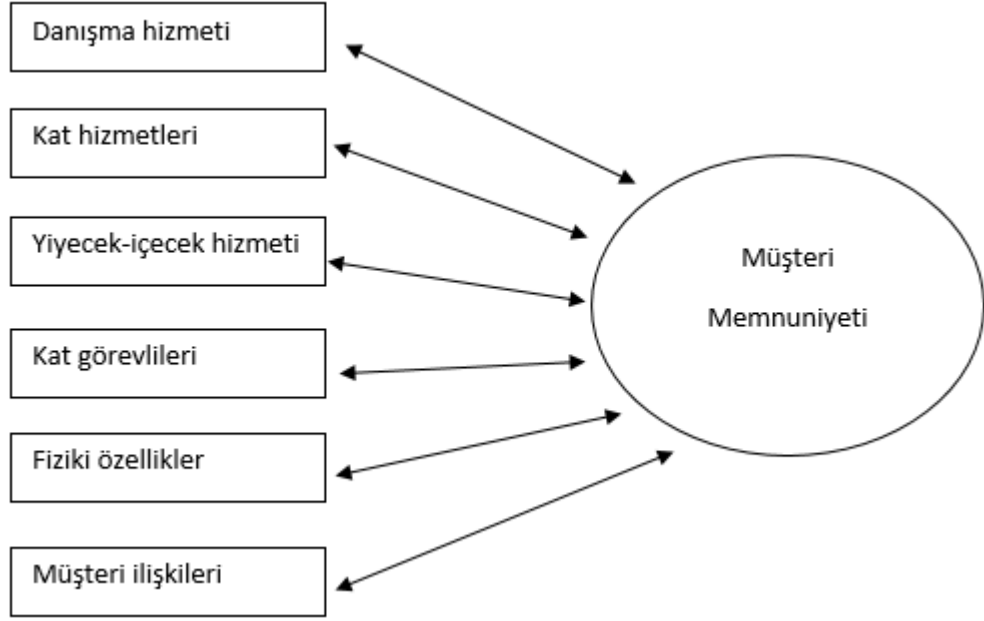 Danışma hizmeti
Kat hizmetleri
Yiyecek-içecek hizmeti
Kat görevlileri
Fiziki özellikler
Müşteri ilişkileri
Müşteri
Memnuniyeti